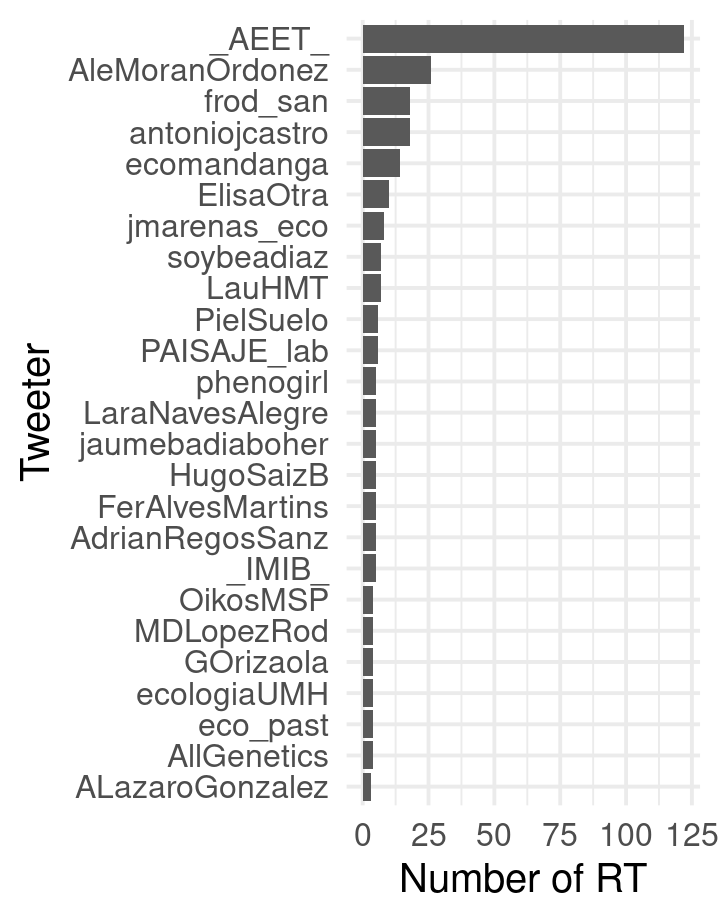 _AEET_
AleMoranOrdonez
frod_san
antoniojcastro
ecomandanga
ElisaOtra
jmarenas_eco
soybeadiaz
LauHMT
PielSuelo
PAISAJE_lab
phenogirl
LaraNavesAlegre
jaumebadiaboher
HugoSaizB
FerAlvesMartins
AdrianRegosSanz
_IMIB_
OikosMSP
MDLopezRod
GOrizaola
ecologiaUMH
eco_past
AllGenetics
ALazaroGonzalez
Tweeter
0 25 50 75 100 125
Number of RT